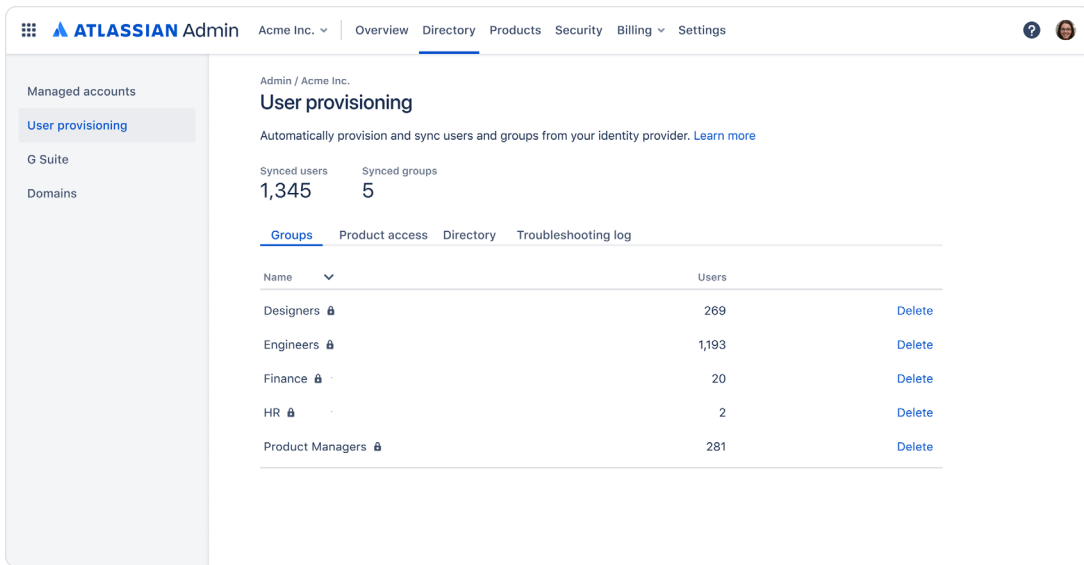 ATLASSIAN Admin Acme Inc. Overview Directory Products Security Billing Settings ?
Managed accounts
User provisioning
G Suite
Domains
Admin / Acme Inc.
User provisioning
Automatically provision and sync users and groups from your identity provider. Learn more
Synced users Synced groups
1,345 5
Groups Product access Directory Troubleshooting log
Name Users
Designers 269 Delete
Engineers 1,193 Delete
Finance 20 Delete
HR 2 Delete
Product Managers 281 Delete